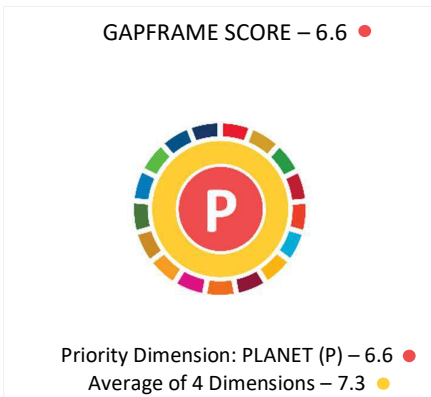 GAPFRAME SCORE – 6.6
P
Priority Dimension: PLANET (P) – 6.6
Average of 4 Dimensions – 7.3